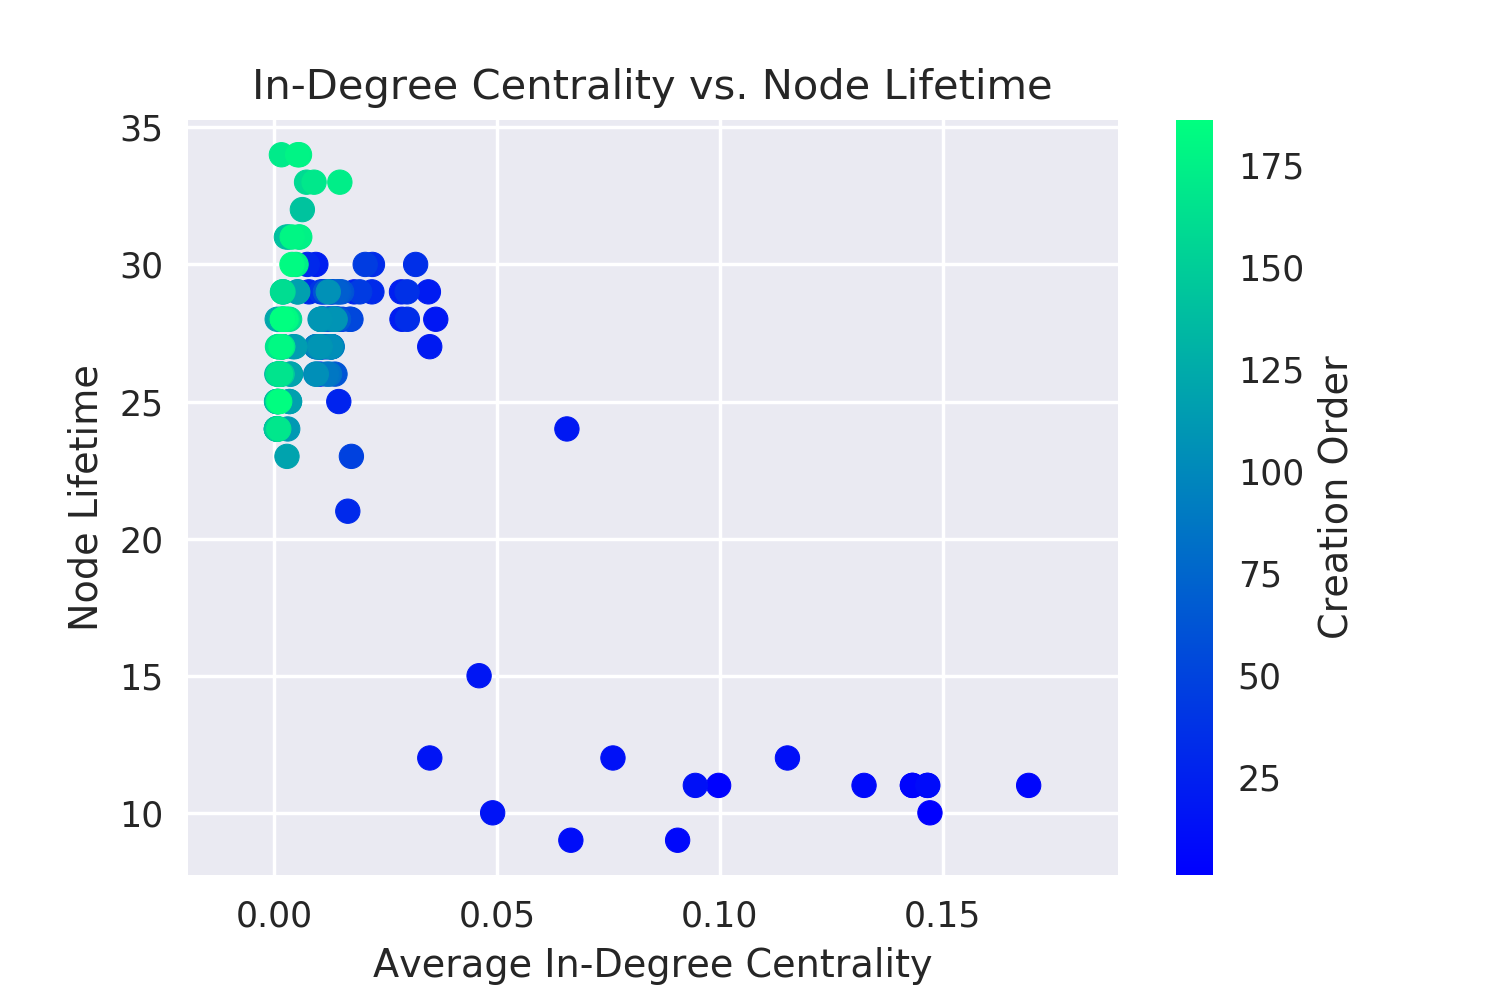 In-Degree Centrality vs. Node Lifetime
35
30
25
20
15
10
Node Lifetime
0.00 0.05 0.10 0.15
Average In-Degree Centrality
175
150
125
100
75
50
25
Creation Order